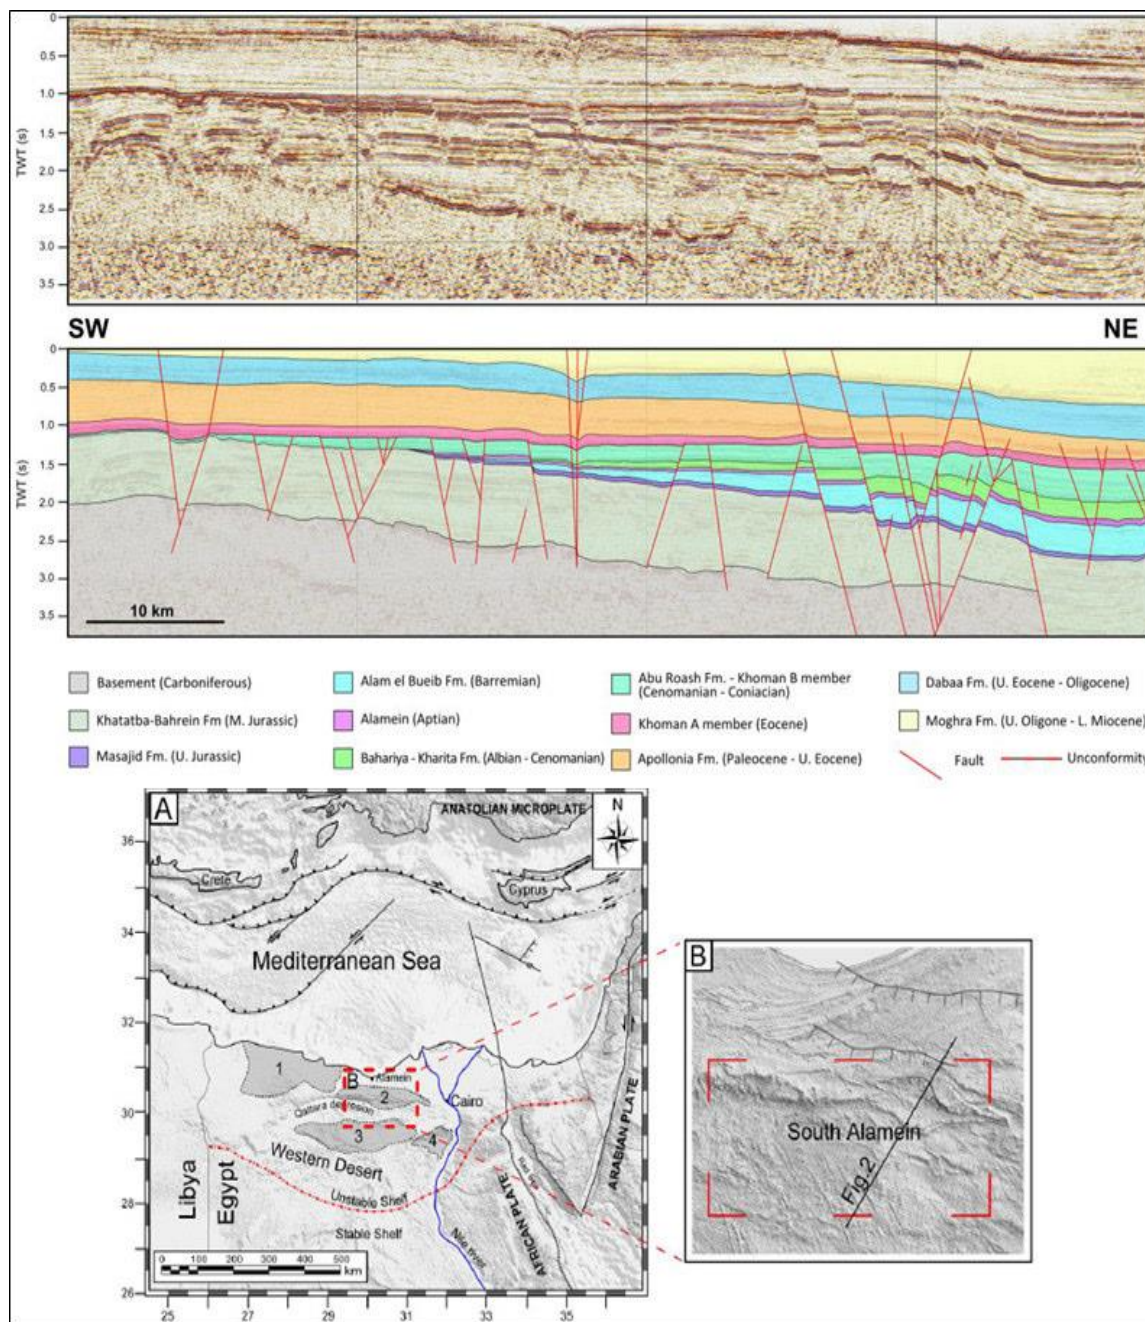 0
0.5
1.0
1.5
2.0
2.5
3.0
3.5
TWT (s)
SW
NE
0
0.5
1.0
1.5
2.0
2.5
3.0
3.5
TWT (s)
10 km
Basement (Carboniferous)
Khatatba-Bahrein Fm (M. Jurassic)
Masajid Fm. (U. Jurassic)
Alam el Bueib Fm. (Barremian)
Alamein (Aptian)
Bahariya - Kharita Fm. (Albian - Cenomanian)
Abu Roash Fm. - Khoman B member
(Cenomanian - Coniacian)
Khoman A member (Eocene)
Apollonia Fm. (Paleocene - U. Eocene)
Dabaa Fm. (U. Eocene - Oligocene)
Moghra Fm. (U. Oligone - L. Miocene)
Fault
Unconformity
A
ANATOLIAN MICROPLATE
N
Crete
Cyprus
Mediterranean Sea
1
B
Alamein
2
Qattara depresion
Cairo
3
4
Western Desert
Libya
Egypt
Unstable Shelf
Stable Shelf
Nile River
Red Sea
AFRICAN PLATE
ARABIAN PLATE
0 100 200 300 400 500
km
36
34
32
30
28
26
25
27
29
31
33
35
B
South Alamein
Fig.2